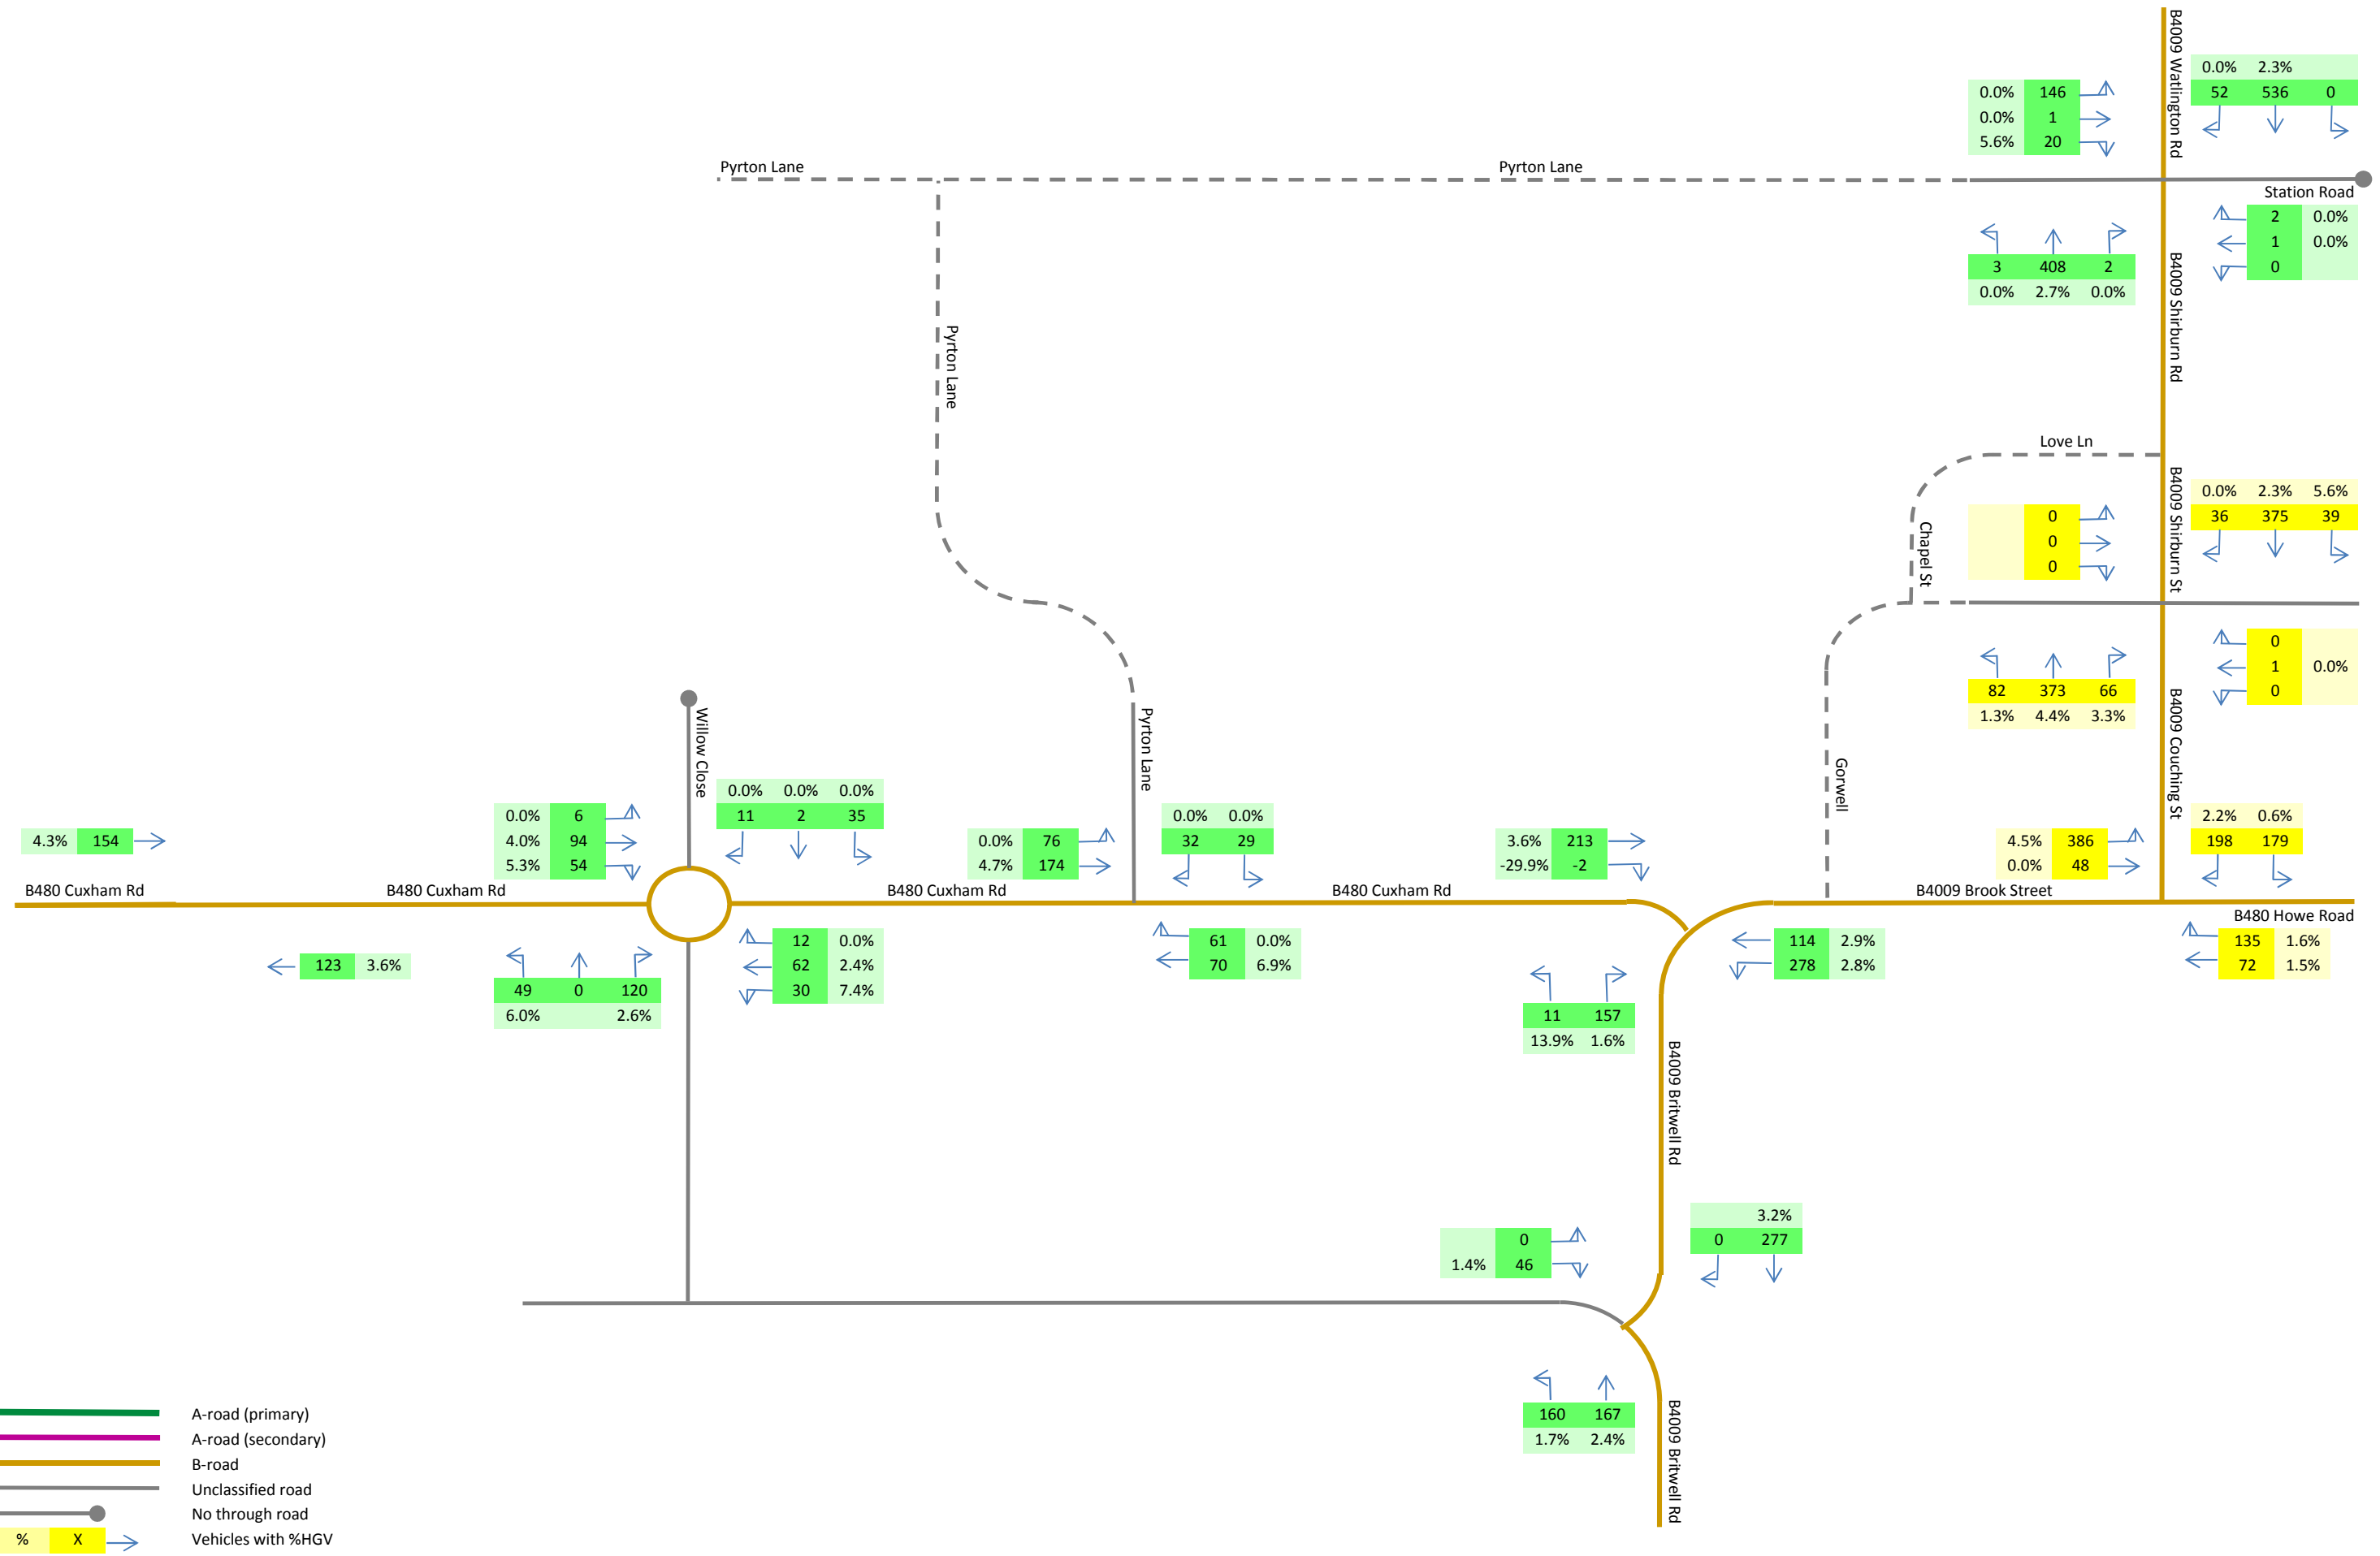 B4009 Watlington Rd
0.0% 2.3%
52 536 0
0.0% 146
0.0% 1
5.6% 20
Pyrton Lane
Pyrton Lane
Station Road
2 0.0%
1 0.0%
0
3 408 2
0.0% 2.7% 0.0%
B4009 Shirburn Rd
Pyrton Lane
Love Ln
B4009 Shirburn St
0.0% 2.3% 5.6%
36 375 39
0
0
0
Chapel St
0
1 0.0%
0
82 373 66
1.3% 4.4% 3.3%
B4009 Couching St
Willow Close
Pyrton Lane
Gorwell
0.0% 0.0% 0.0%
11 2 35
4.3% 154
0.0% 6
4.0% 94
5.3% 54
0.0% 76
4.7% 174
0.0% 0.0%
32 29
3.6% 213
-29.9% -2
4.5% 386
0.0% 48
2.2% 0.6%
198 179
B480 Cuxham Rd
B480 Cuxham Rd
B480 Cuxham Rd
B480 Cuxham Rd
B4009 Brook Street
B480 Howe Road
123 3.6%
49 0 120
6.0% 2.6%
12 0.0%
62 2.4%
30 7.4%
61 0.0%
70 6.9%
11 157
13.9% 1.6%
114 2.9%
278 2.8%
135 1.6%
72 1.5%
B4009 Britwell Rd
0
1.4% 46
3.2%
0 277
160 167
1.7% 2.4%
B4009 Britwell Rd
A-road (primary)
A-road (secondary)
B-road
Unclassified road
No through road
% X Vehicles with %HGV